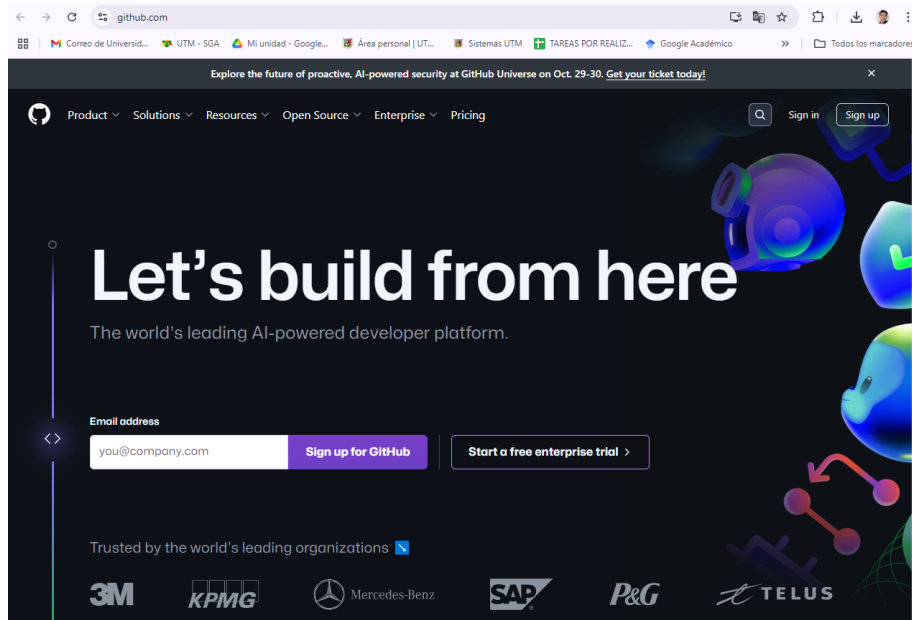 github.com
Correo de Universid...
UTM - SGA
Mi unidad - Google...
Área personal | UT...
Sistemas UTM
TAREAS POR REALIZ...
Google Académico
»
Todos los marcadores
Explore the future of proactive, AI-powered security at GitHub Universe on Oct. 29-30. Get your ticket today!
Product
Solutions
Resources
Open Source
Enterprise
Pricing
Sign in
Sign up
Let's build from here
The world's leading AI-powered developer platform.
Email address
you@company.com
Sign up for GitHub
Start a free enterprise trial
Trusted by the world's leading organizations
3M
KPMG
Mercedes-Benz
SAP
P&G
TELUS